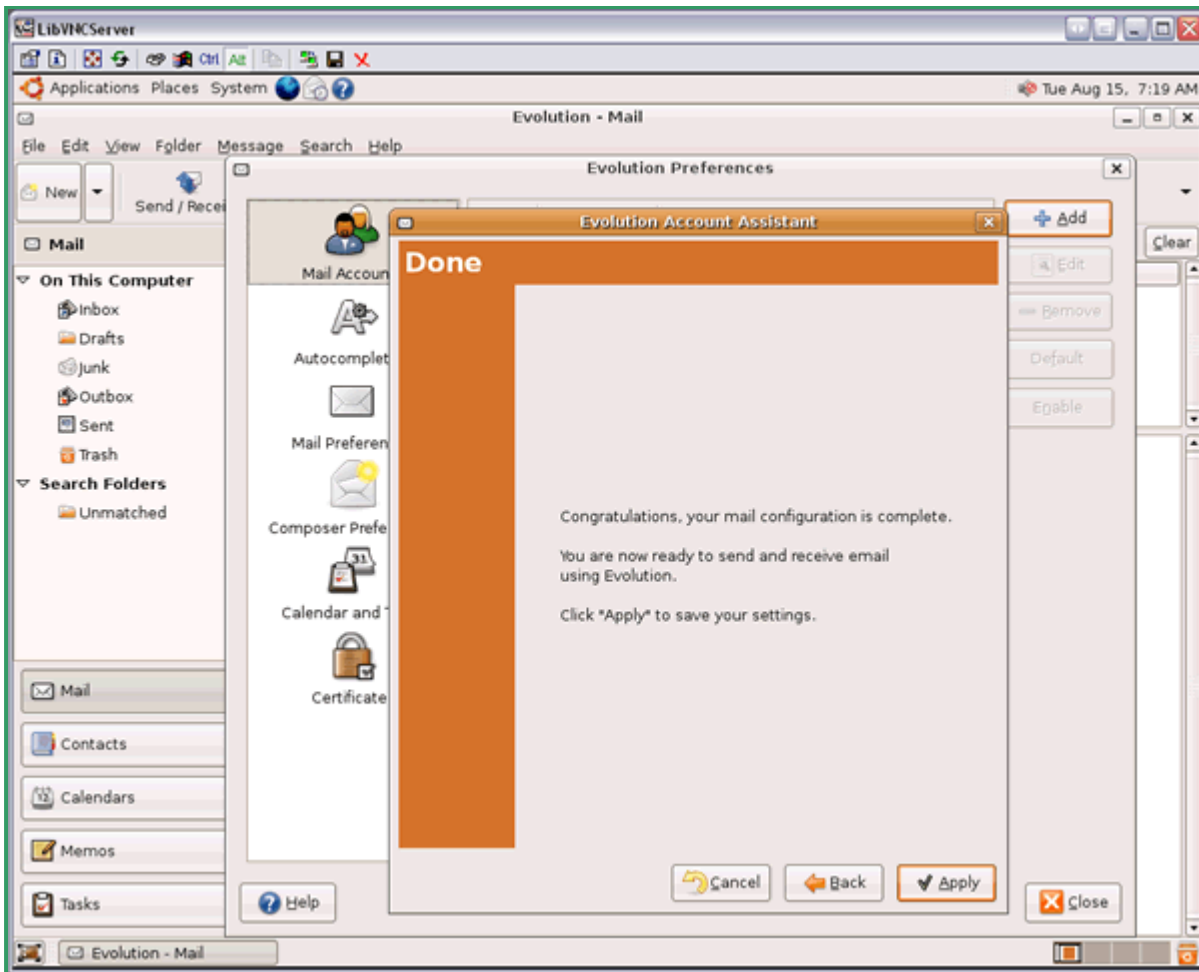 LibVNCServer
Ctrl Alt
Applications Places System
Tue Aug 15, 7:19 AM
Evolution - Mail
File Edit View Folder Message Search Help
Evolution Preferences
New
Send / Recei
Evolution Account Assistant
Add
Mail
Clear
Done
Edit
Mail Accoun
On This Computer
Inbox
Remove
Drafts
Autocomplet
Default
Junk
Outbox
Enable
Sent
Mail Preferen
Trash
Search Folders
Unmatched
Congratulations, your mail configuration is complete.
Composer Prefe
You are now ready to send and receive email
using Evolution.
31
Calendar and T
Click "Apply" to save your settings.
Mail
Certificate
Contacts
Calendars
Memos
Cancel
Back
Apply
Tasks
Help
Close
Evolution - Mail